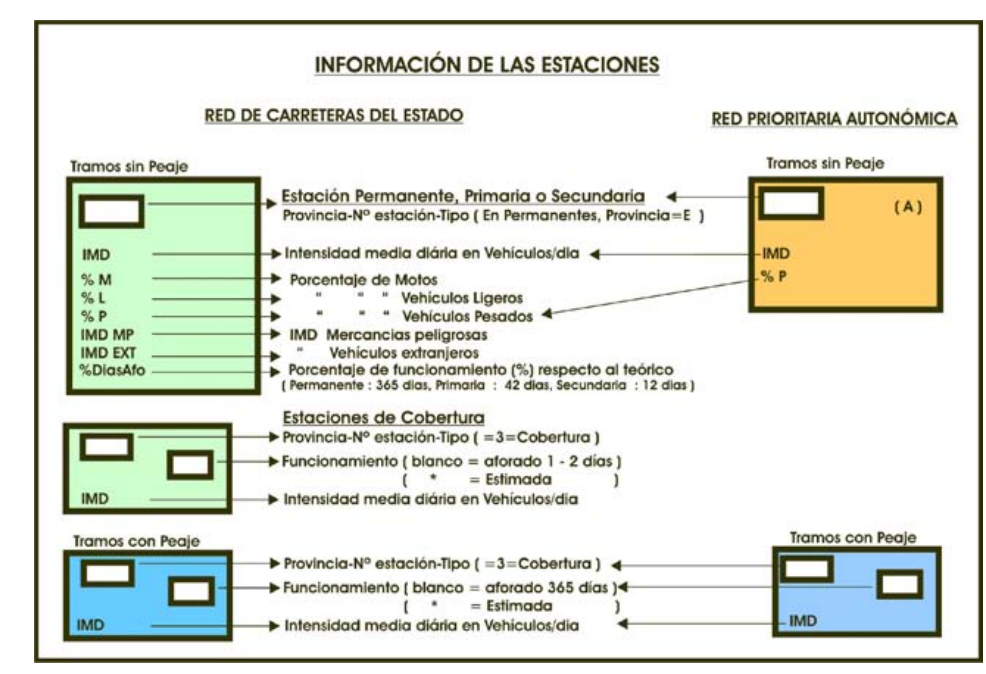 INFORMACIÓN DE LAS ESTACIONES
RED DE CARRETERAS DEL ESTADO
RED PRIORITARIA AUTONÓMICA
Tramos sin Peaje
Tramos sin Peaje
Estación Permanente, Primaria o Secundaria
Provincia-Nº estación-Tipo ( En Permanentes, Provincia=E )
( A )
IMD
Intensidad media diária en Vehículos/dia
IMD
% M
Porcentaje de Motos
% P
% L
" " " Vehículos Ligeros
% P
" " " Vehículos Pesados
IMD MP
IMD Mercancias peligrosas
IMD EXT
" Vehículos extranjeros
%DiasAfo
Porcentaje de funcionamiento (%) respecto al teórico
( Permanente : 365 dias, Primaria : 42 dias, Secundaria : 12 dias )
Estaciones de Cobertura
Provincia-Nº estación-Tipo ( =3=Cobertura )
Funcionamiento ( blanco = aforado 1 - 2 días )
( * = Estimada )
IMD
Intensidad media diária en Vehículos/dia
Tramos con Peaje
Tramos con Peaje
Provincia-Nº estación-Tipo ( =3=Cobertura )
Funcionamiento ( blanco = aforado 365 días )
( * = Estimada )
IMD
Intensidad media diária en Vehículos/dia
IMD